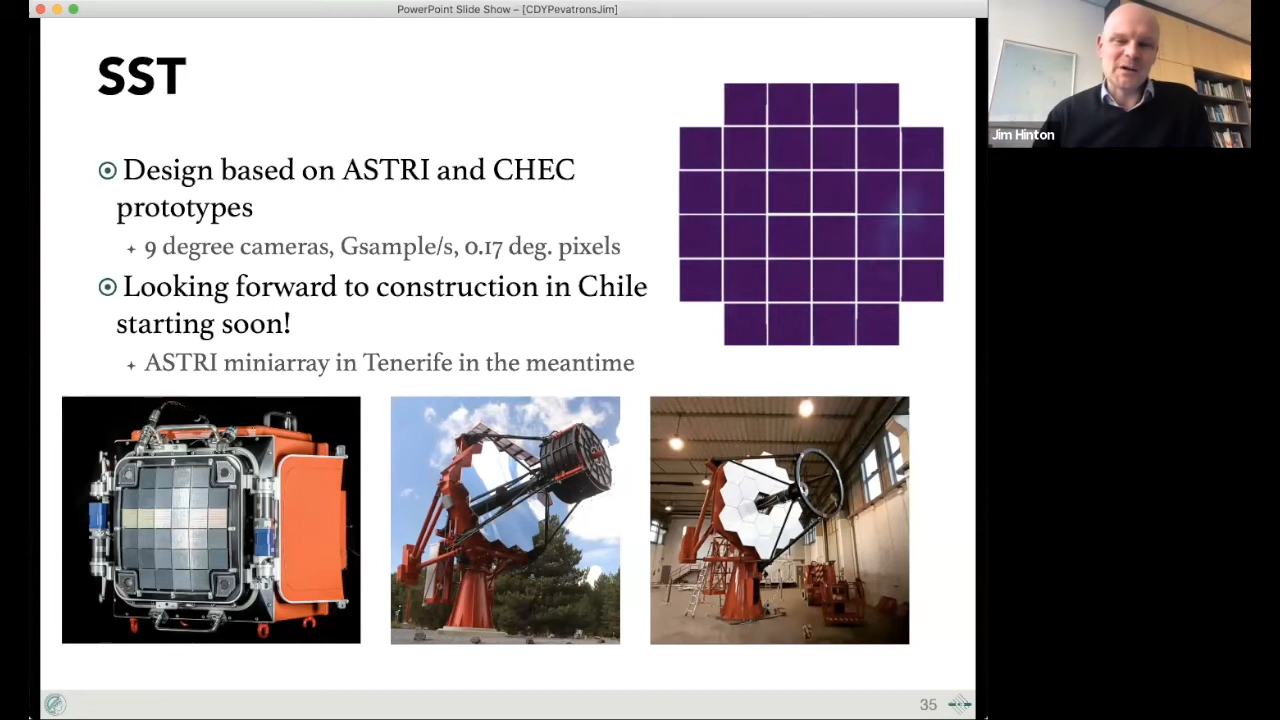 PowerPoint Slide Show – [CDYPevatronsJim]
SST
Design based on ASTRI and CHEC
prototypes
9 degree cameras, Gsample/s, 0.17 deg. pixels
Looking forward to construction in Chile
starting soon!
ASTRI miniarray in Tenerife in the meantime
Jim Hinton
35